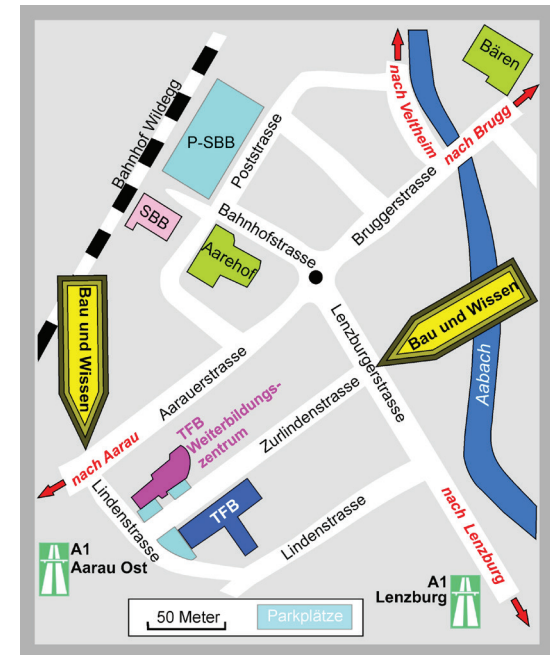 Bären
nach Veltheim
nach Brugg
Bahnhof Wildegg
P-SBB
Poststrasse
SBB
Bahnhofstrasse
Bruggerstrasse
Aarehof
Bau und Wissen
Bau und Wissen
Aabach
Lenzburgerstrasse
Aarauerstrasse
TFB
Weiterbildungs-
zentrum
Zurlindenstrasse
nach Aarau
Lindenstrasse
TFB
Lindenstrasse
nach Lenzburg
A1
Aarau Ost
A1
Lenzburg
50 Meter
Parkplätze